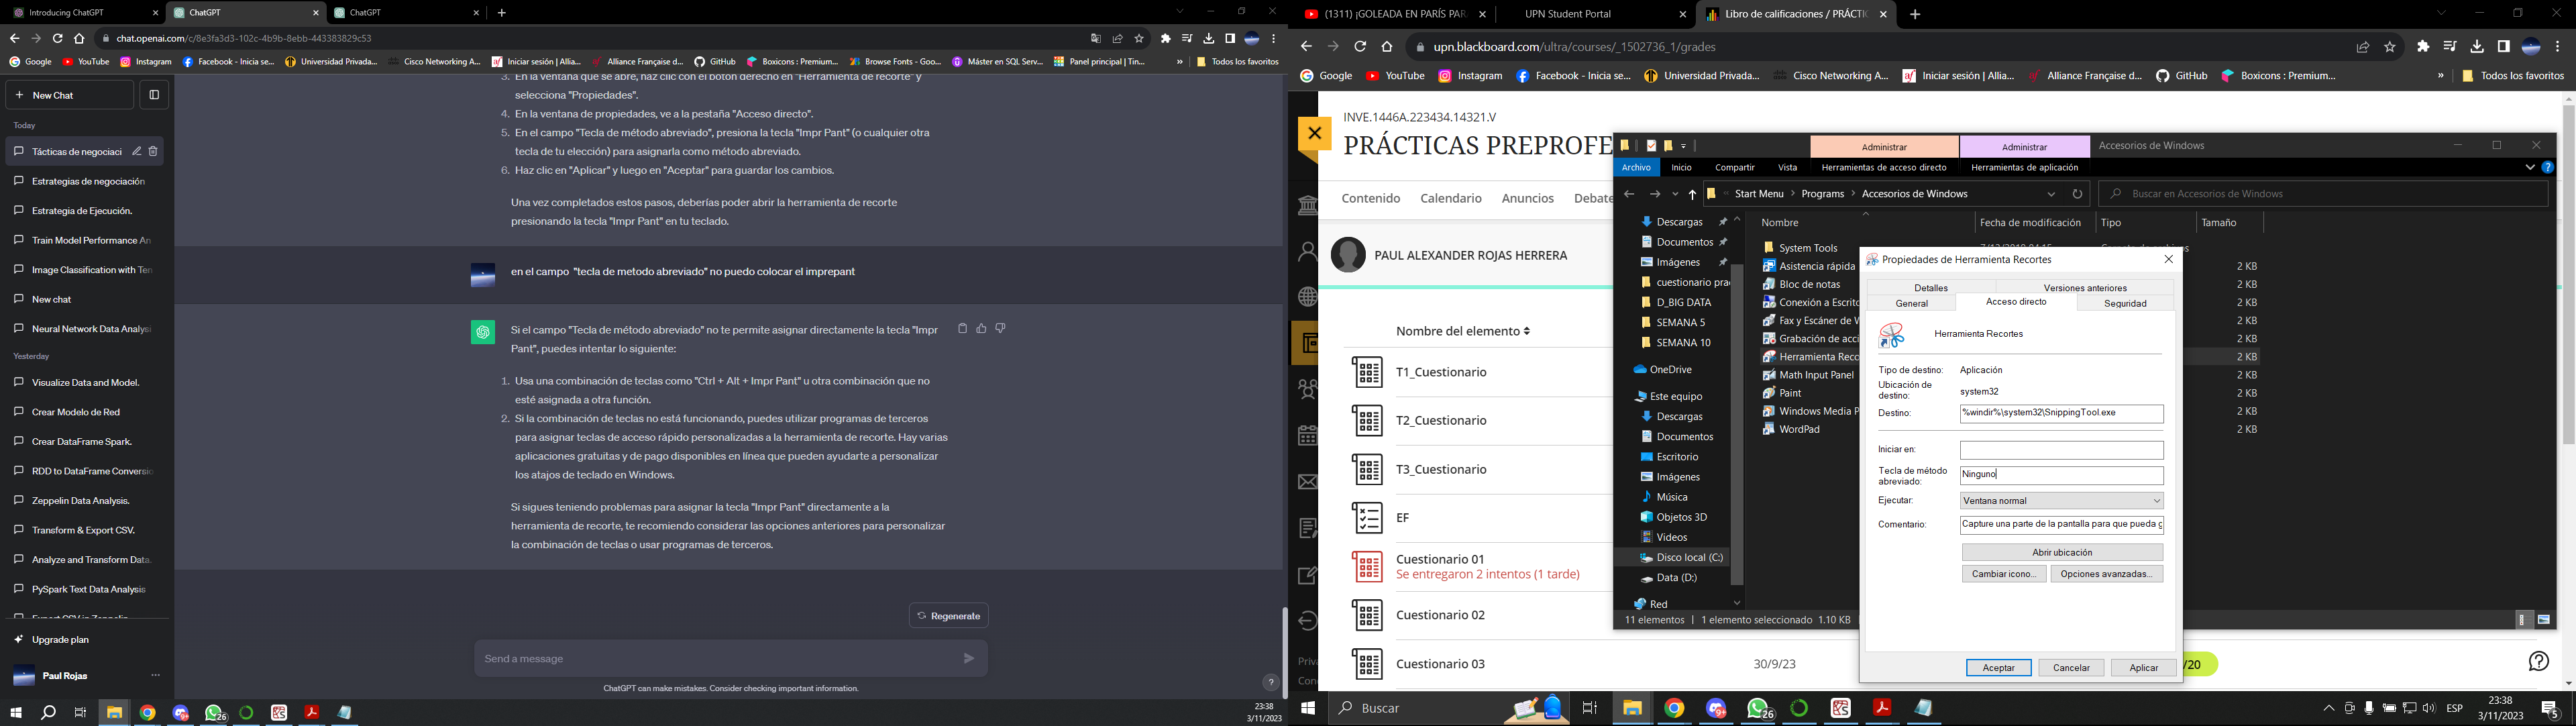 Introducing ChatGPT
ChatGPT
ChatGPT
chat.openai.com/c/8e3fa3d3-102c-4b9b-8ebb-443383829c53
Google
YouTube
Instagram
Facebook - Inicia se...
Universidad Privada...
Cisco Networking A...
Iniciar sesión | Allia...
Alliance Française d...
GitHub
Boxicons : Premium...
Browse Fonts - Goo...
Máster en SQL Serv...
Panel principal | Tin...
»
Todos los favoritos
New Chat
Today
Tácticas de negociaci
Estrategias de negociación
Estrategia de Ejecución.
Train Model Performance An
Image Classification with Ten
New chat
Neural Network Data Analysi
Yesterday
Visualize Data and Model.
Crear Modelo de Red
Crear DataFrame Spark.
RDD to DataFrame Conversio
Zeppelin Data Analysis.
Transform & Export CSV.
Analyze and Transform Data.
PySpark Text Data Analysis
Export CSV in Zeppelin
Upgrade plan
Paul Rojas
3. En la ventana que se abre, haz clic con el botón derecho en "Herramienta de recorte" y
selecciona "Propiedades".
4. En la ventana de propiedades, ve a la pestaña "Acceso directo".
5. En el campo "Tecla de método abreviado", presiona la tecla "Impr Pant" (o cualquier otra
tecla de tu elección) para asignarla como método abreviado.
6. Haz clic en "Aplicar" y luego en "Aceptar" para guardar los cambios.
Una vez completados estos pasos, deberías poder abrir la herramienta de recorte
presionando la tecla "Impr Pant" en tu teclado.
en el campo "tecla de metodo abreviado" no puedo colocar el imprepant
Si el campo "Tecla de método abreviado" no te permite asignar directamente la tecla "Impr
Pant", puedes intentar lo siguiente:
1. Usa una combinación de teclas como "Ctrl + Alt + Impr Pant" u otra combinación que no
esté asignada a otra función.
2. Si la combinación de teclas no está funcionando, puedes utilizar programas de terceros
para asignar teclas de acceso rápido personalizadas a la herramienta de recorte. Hay varias
aplicaciones gratuitas y de pago disponibles en línea que pueden ayudarte a personalizar
los atajos de teclado en Windows.
Si sigues teniendo problemas para asignar la tecla "Impr Pant" directamente a la
herramienta de recorte, te recomiendo considerar las opciones anteriores para personalizar
la combinación de teclas o usar programas de terceros.
Regenerate
Send a message
ChatGPT can make mistakes. Consider checking important information.
?
26
23:38
3/11/2023
(1311) ¡GOLEADA EN PARÍS PAR
UPN Student Portal
Libro de calificaciones / PRÁCTIC
upn.blackboard.com/ultra/courses/_1502736_1/grades
Google
YouTube
Instagram
Facebook - Inicia se...
Universidad Privada...
Cisco Networking A...
Iniciar sesión | Allia...
Alliance Française d...
GitHub
Boxicons : Premium...
»
Todos los favoritos
INVE.1446A.223434.14321.V
PRÁCTICAS PREPROFE
Contenido
Calendario
Anuncios
Debate
PAUL ALEXANDER ROJAS HERRERA
Nombre del elemento
T1_Cuestionario
T2_Cuestionario
T3_Cuestionario
EF
Cuestionario 01
Se entregaron 2 intentos (1 tarde)
Cuestionario 02
Cuestionario 03
30/9/23
/20
Priva
Cond
Administrar
Administrar
Accesorios de Windows
Archivo
Inicio
Compartir
Vista
Herramientas de acceso directo
Herramientas de aplicación
« Start Menu > Programs > Accesorios de Windows
Buscar en Accesorios de Windows
Descargas
Documentos
Imágenes
cuestionario prac
D_BIG DATA
SEMANA 5
SEMANA 10
OneDrive
Este equipo
Descargas
Documentos
Escritorio
Imágenes
Música
Objetos 3D
Videos
Disco local (C:)
Data (D:)
Red
Nombre
Fecha de modificación
Tipo
Tamaño
System Tools
Asistencia rápida
2 KB
Bloc de notas
2 KB
Conexión a Escrito
2 KB
Fax y Escáner de W
2 KB
Grabación de acci
2 KB
Herramienta Reco
2 KB
Math Input Panel
2 KB
Paint
2 KB
Windows Media P
2 KB
WordPad
2 KB
11 elementos
1 elemento seleccionado 1.10 KB
Propiedades de Herramienta Recortes
Detalles
Versiones anteriores
General
Acceso directo
Seguridad
Herramienta Recortes
Tipo de destino: Aplicación
Ubicación de destino: system32
Destino: %windir%\system32\SnippingTool.exe
Iniciar en:
Tecla de método abreviado: Ninguno
Ejecutar: Ventana normal
Comentario: Capture una parte de la pantalla para que pueda g
Abrir ubicación
Cambiar icono...
Opciones avanzadas...
Aceptar
Cancelar
Aplicar
Buscar
26
ESP
23:38
3/11/2023
5